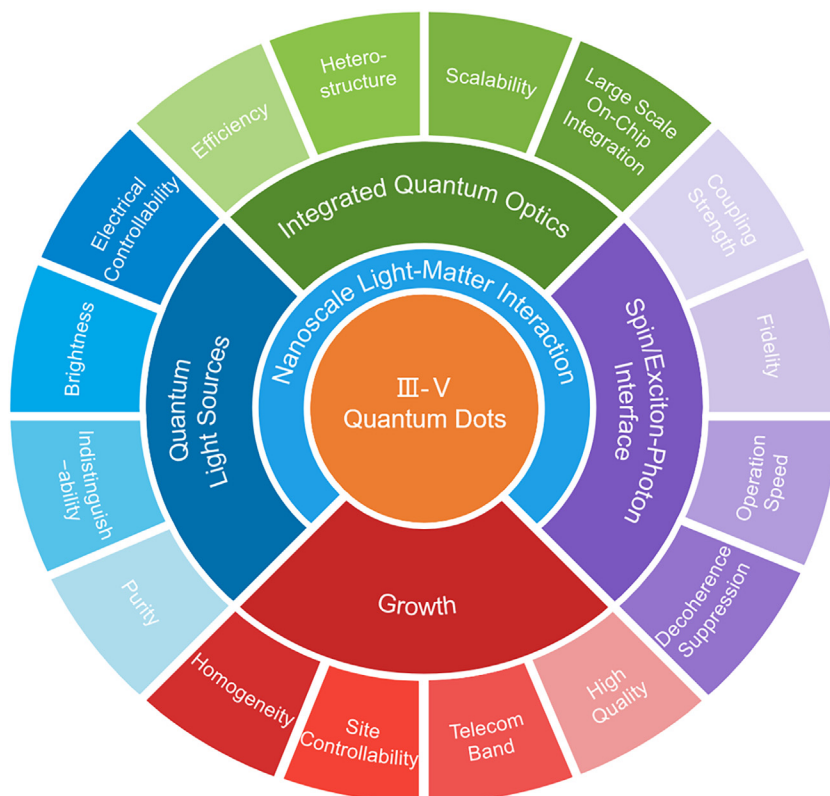 Efficiency
Hetero-
structure
Scalability
Large Scale
On-Chip
Integration
Coupling
Strength
Fidelity
Operation
Speed
Decoherence
Suppression
High
Quality
Telecom
Band
Site
Controllability
Homogeneity
Purity
Indistinguish
-ability
Brightness
Electrical
Controllability
Integrated Quantum Optics
Spin/Exciton-Photon
Interface
Growth
Quantum
Light Sources
Nanoscale Light-Matter Interaction
Ⅲ-Ⅴ
Quantum Dots